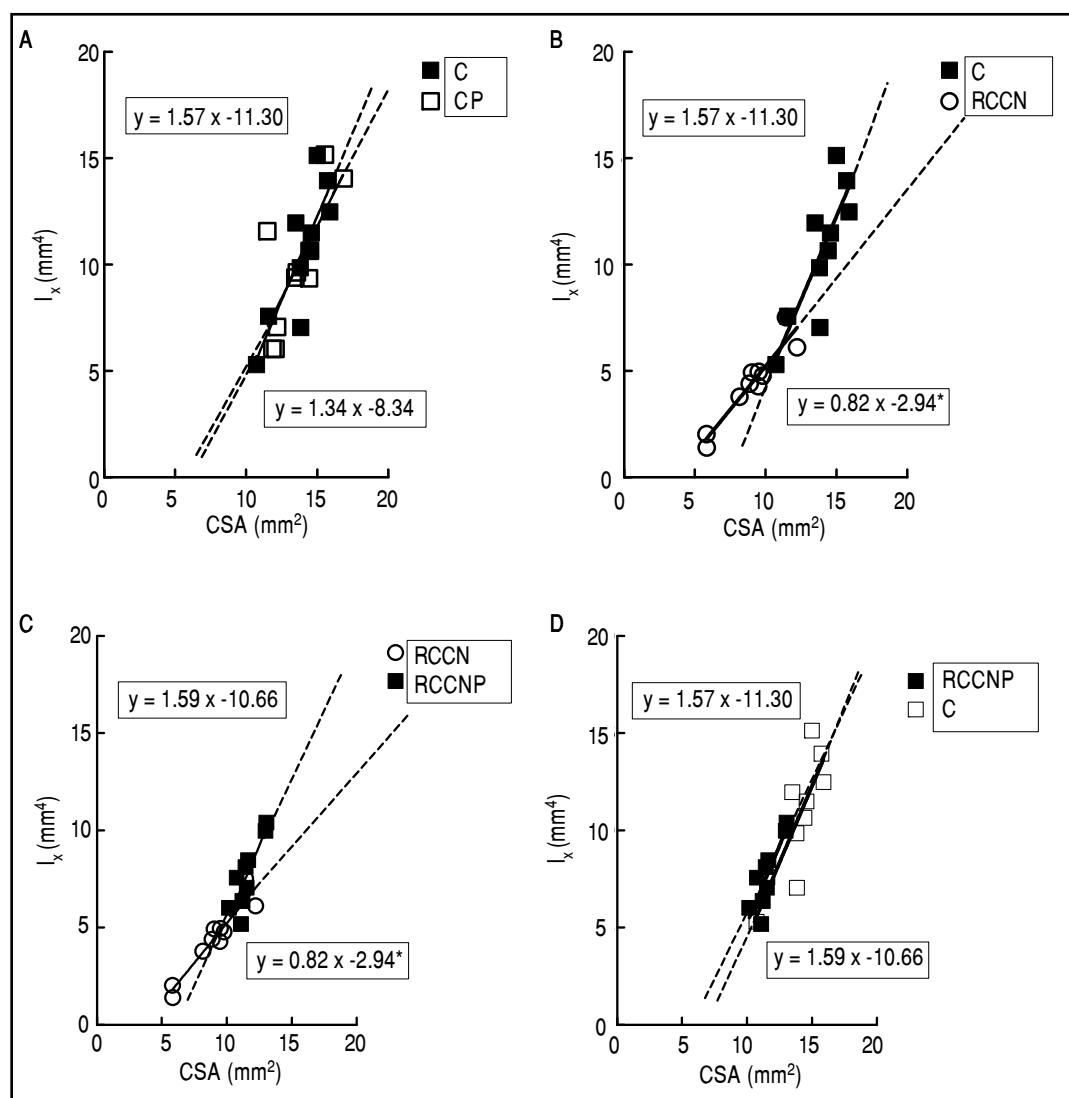 A
20
15
10
5
0
I_x (mm⁴)
0 5 10 15 20
CSA (mm²)
C
CP
y = 1.57 x -11.30
y = 1.34 x -8.34
B
20
15
10
5
0
I_x (mm⁴)
0 5 10 15 20
CSA (mm²)
C
RCCN
y = 1.57 x -11.30
y = 0.82 x -2.94*
C
20
15
10
5
0
I_x (mm⁴)
0 5 10 15 20
CSA (mm²)
RCCN
RCCNP
y = 1.59 x -10.66
y = 0.82 x -2.94*
D
20
15
10
5
0
I_x (mm⁴)
0 5 10 15 20
CSA (mm²)
RCCNP
C
y = 1.57 x -11.30
y = 1.59 x -10.66